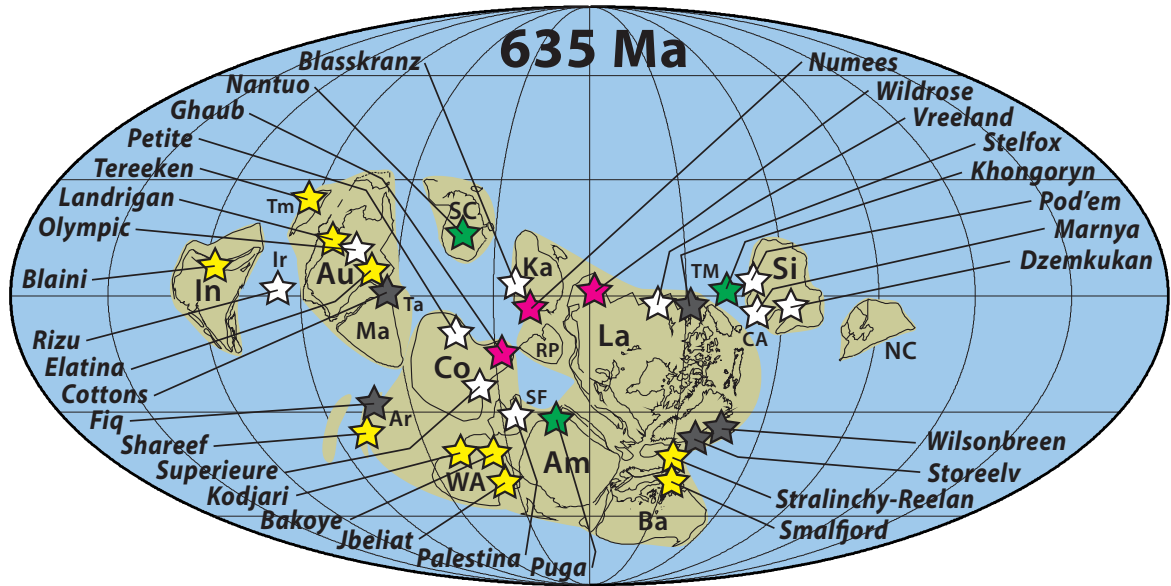 635 Ma
Blasskranz
Nantuo
Ghaub
Petite
Tereeken
Landrigan
Olympic
Blaini
Rizu
Elatina
Cottons
Fiq
Shareef
Superieure
Kodjari
Bakoye
Jbeliat
Palestina
Puga
Numees
Wildrose
Vreeland
Stelfox
Khongoryn
Pod'em
Marnya
Dzemkukan
Wilsonbreen
Storeelv
Stralinchy-Reelan
Smalfjord
Tm
SC
Ir
Au
In
Ta
Ma
Ka
TM
Si
La
CA
RP
NC
Co
SF
Ar
Am
WA
Ba